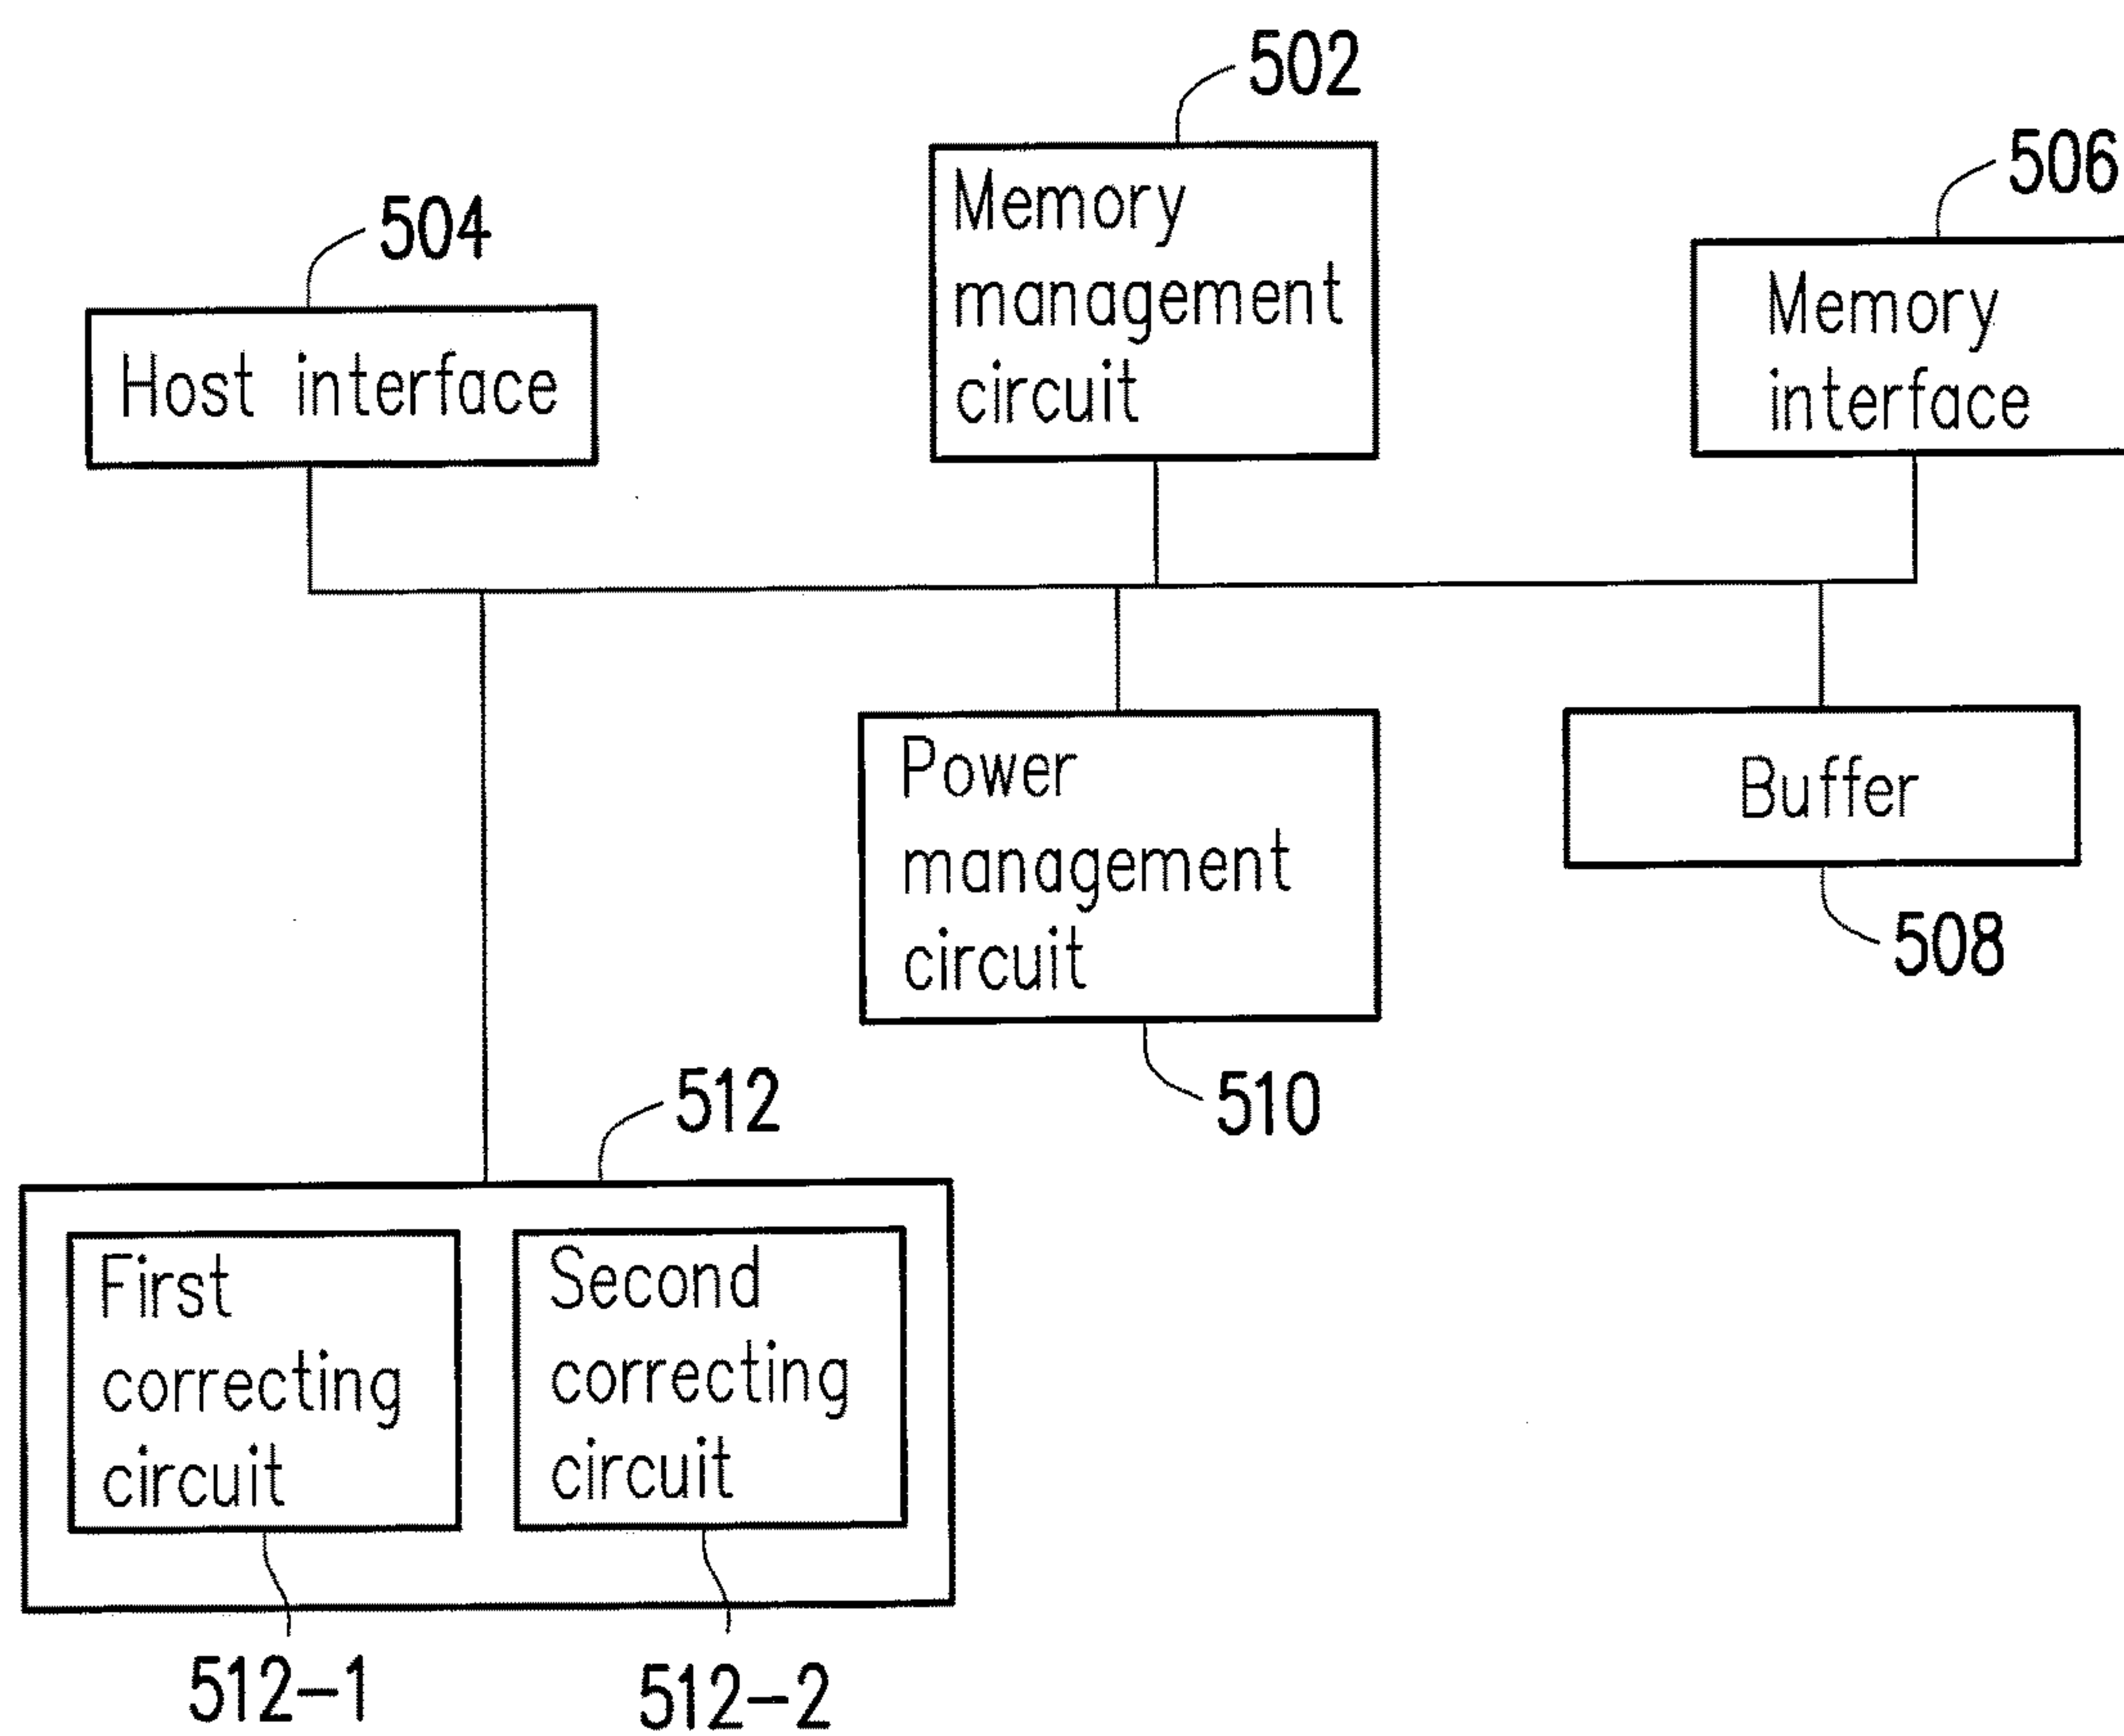 502
Memory
management
circuit
506
Memory
interface
504
Host interface
Power
management
circuit
510
Buffer
508
512
First
correcting
circuit
512-1
Second
correcting
circuit
512-2